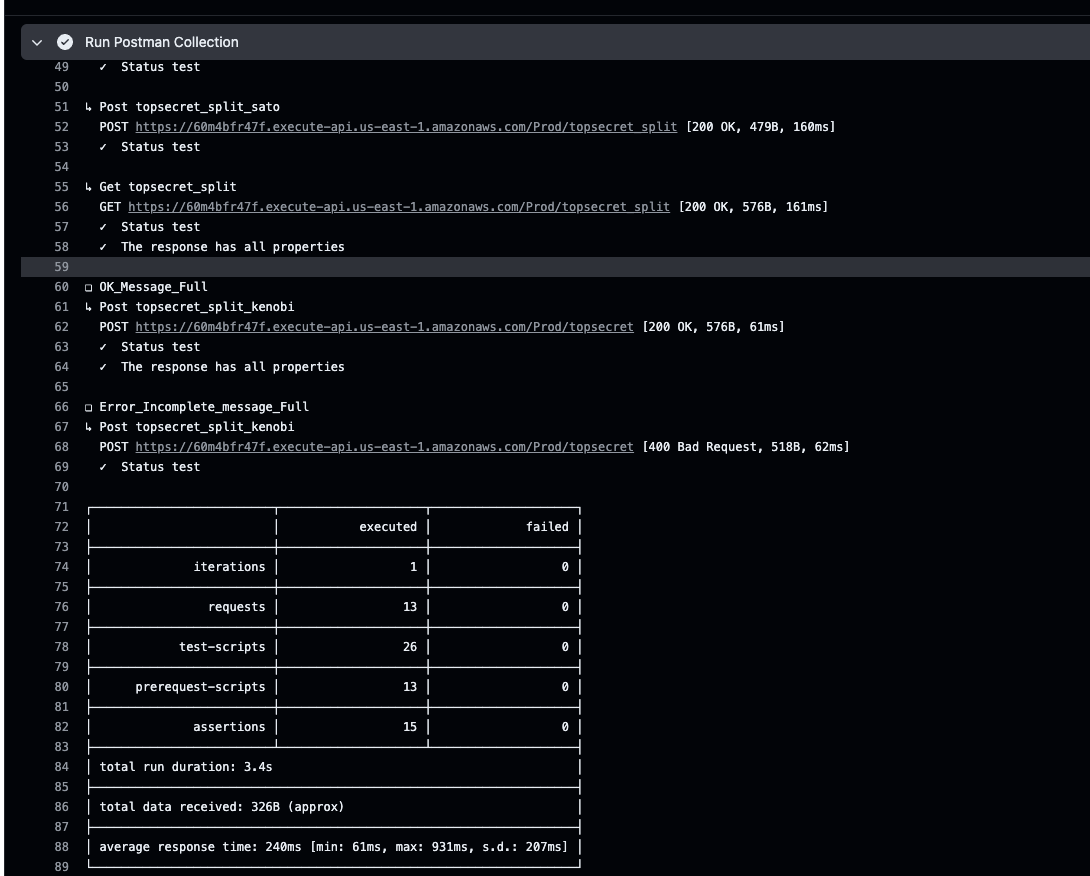 Run Postman Collection
49 ✓ Status test
50
51 ↳ Post topsecret_split_sato
52 POST https://60m4bfr47f.execute-api.us-east-1.amazonaws.com/Prod/topsecret_split [200 OK, 479B, 160ms]
53 ✓ Status test
54
55 ↳ Get topsecret_split
56 GET https://60m4bfr47f.execute-api.us-east-1.amazonaws.com/Prod/topsecret_split [200 OK, 576B, 161ms]
57 ✓ Status test
58 ✓ The response has all properties
59
60 ❏ OK_Message_Full
61 ↳ Post topsecret_split_kenobi
62 POST https://60m4bfr47f.execute-api.us-east-1.amazonaws.com/Prod/topsecret [200 OK, 576B, 61ms]
63 ✓ Status test
64 ✓ The response has all properties
65
66 ❏ Error_Incomplete_message_Full
67 ↳ Post topsecret_split_kenobi
68 POST https://60m4bfr47f.execute-api.us-east-1.amazonaws.com/Prod/topsecret [400 Bad Request, 518B, 62ms]
69 ✓ Status test
70
71
72 executed failed
73
74 iterations 1 0
75
76 requests 13 0
77
78 test-scripts 26 0
79
80 prerequest-scripts 13 0
81
82 assertions 15 0
83
84 total run duration: 3.4s
85
86 total data received: 326B (approx)
87
88 average response time: 240ms [min: 61ms, max: 931ms, s.d.: 207ms]
89